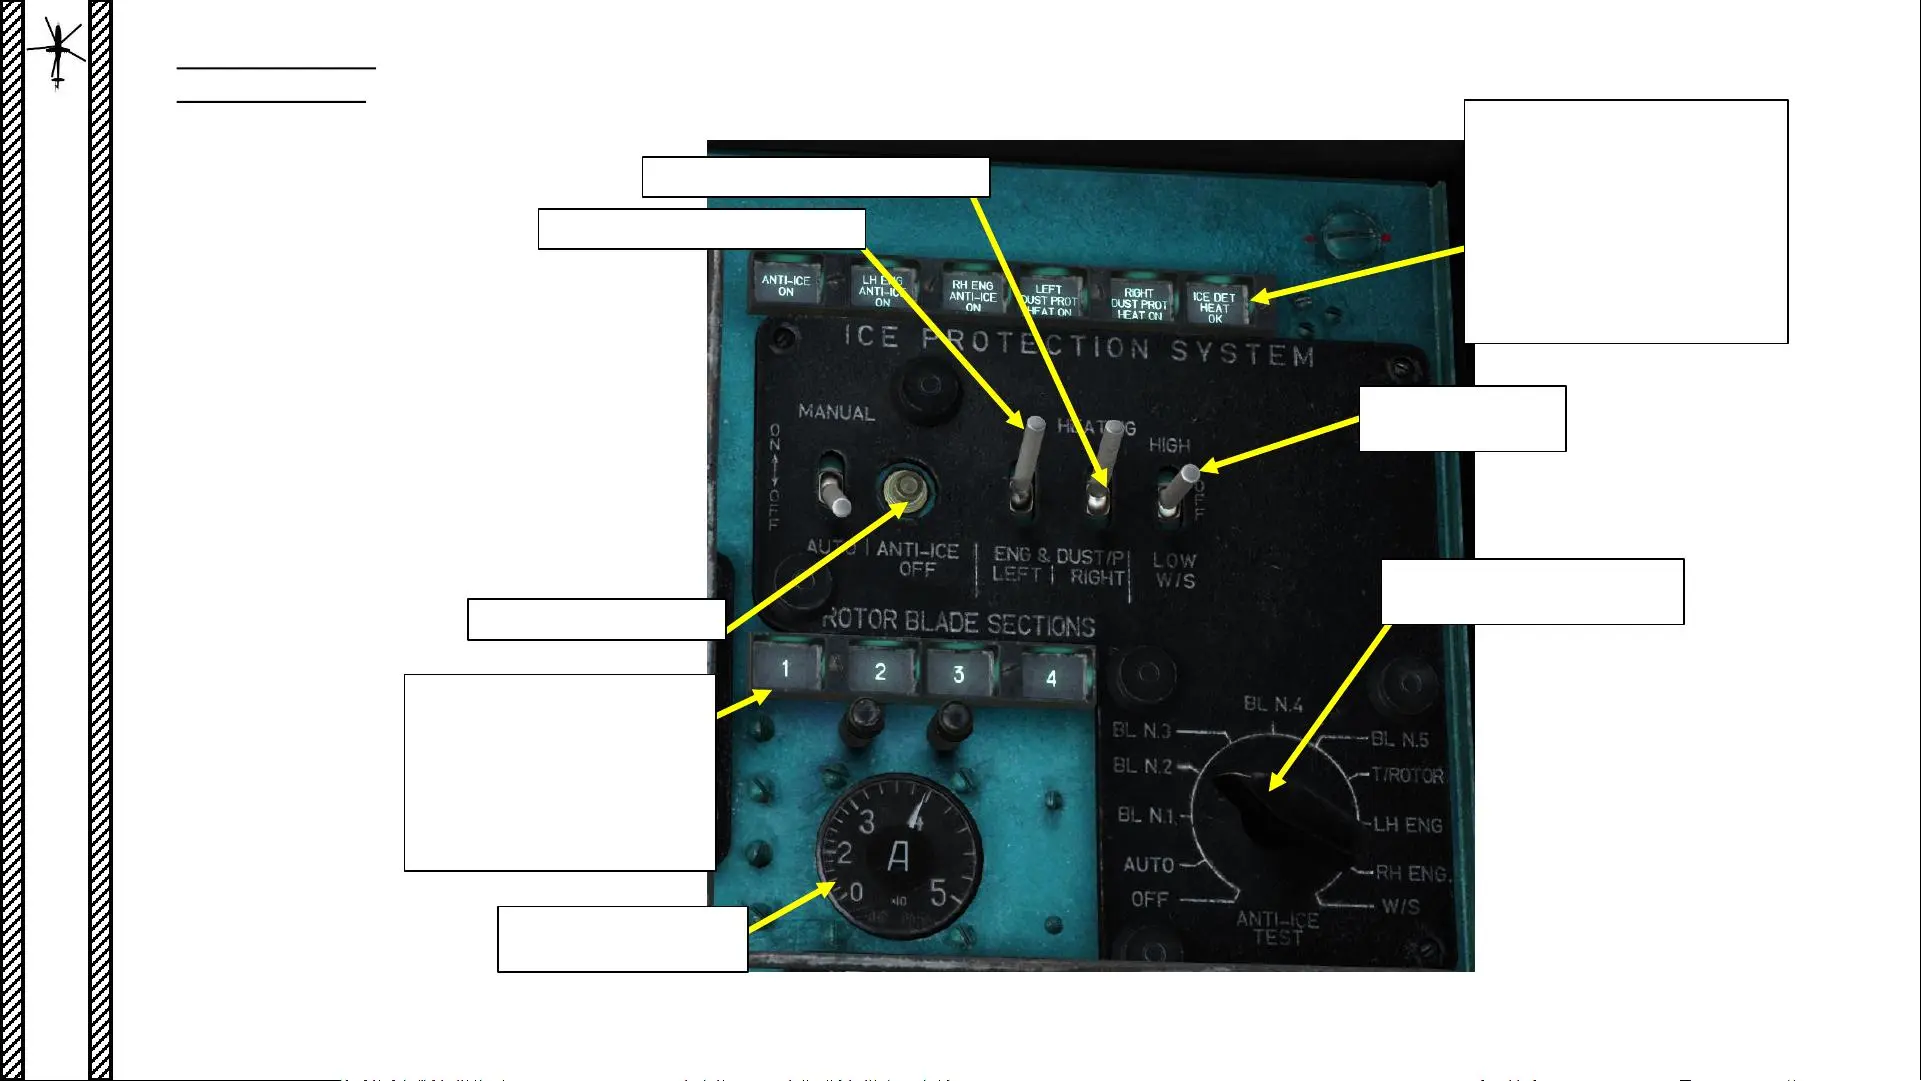 ANTI-ICE
ON
LH ENG
ANTI-ICE
ON
RH ENG
ANTI-ICE
ON
LEFT
DUST PROT
HEAT ON
RIGHT
DUST PROT
HEAT ON
ICE DET
HEAT
OK
ICE PROTECTION SYSTEM
MANUAL
HEATING
HIGH
OFF
AUTO
ANTI-ICE
OFF
ENG & DUST/P
LEFT
RIGHT
LOW
W/S
ROTOR BLADE SECTIONS
1
2
3
4
0
2
3
4
5
A
x10
BL N.4
BL N.3
BL N.5
BL N.2
T/ROTOR
BL N.1
LH ENG
AUTO
RH ENG.
OFF
W/S
ANTI-ICE
TEST